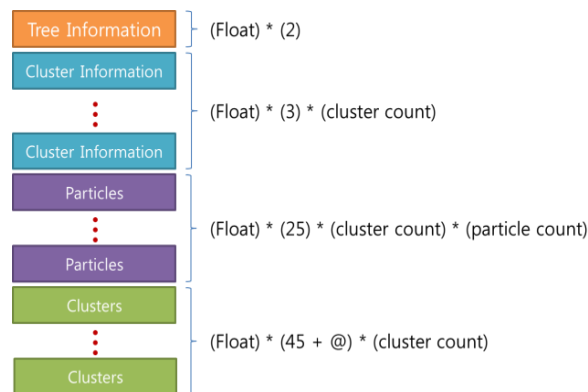 Tree Information (Float) * (2)
Cluster Information
(Float) * (3) * (cluster count)
Cluster Information
Particles
(Float) * (25) * (cluster count) * (particle count)
Particles
Clusters
(Float) * (45 + @) * (cluster count)
Clusters